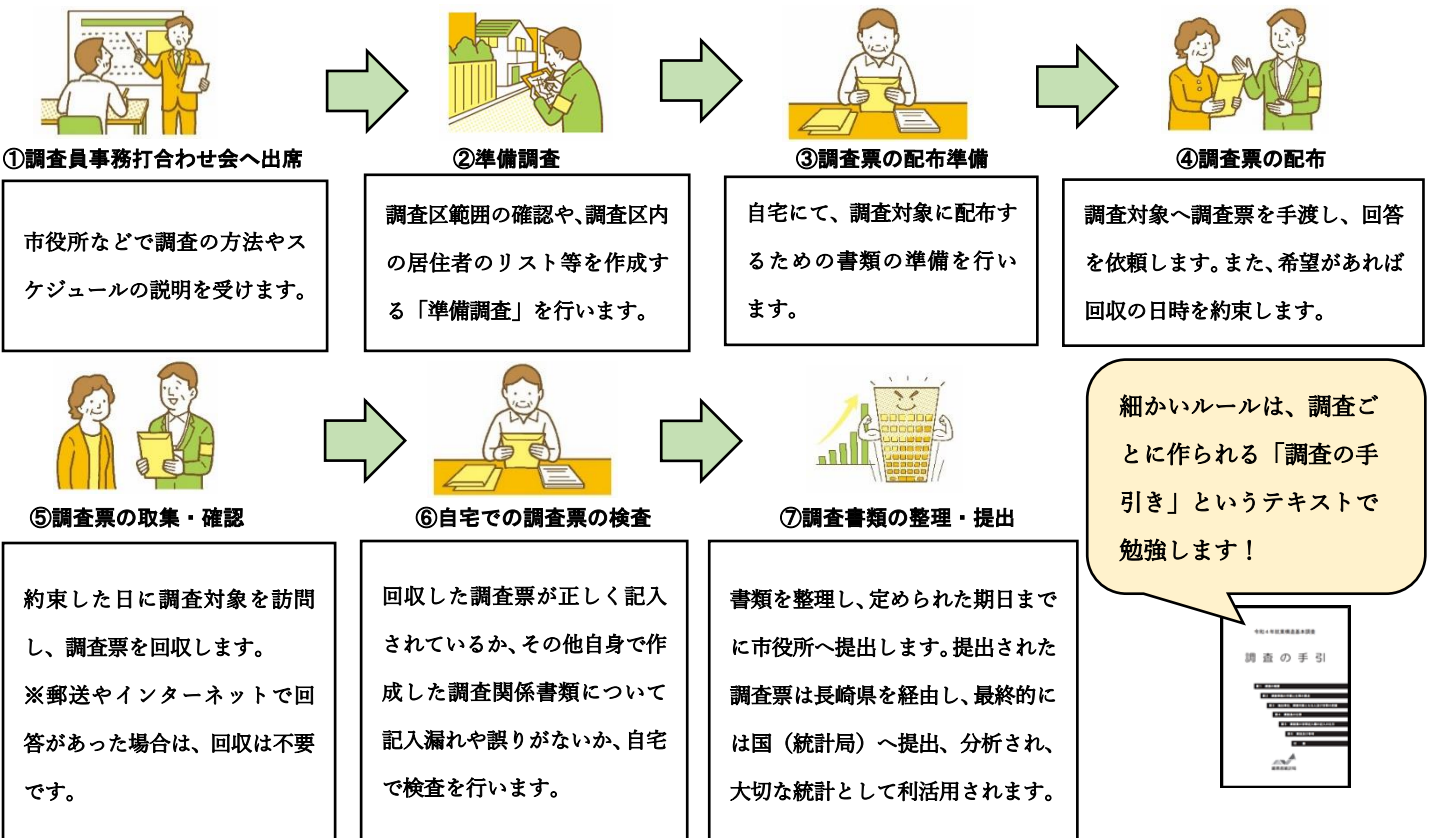 ①調査員事務打合わせ会へ出席
市役所などで調査の方法やス
ケジュールの説明を受けます。
②準備調査
調査区範囲の確認や、調査区内
の居住者のリスト等を作成す
る「準備調査」を行います。
③調査票の配布準備
自宅にて、調査対象に配布す
るための書類の準備を行い
ます。
④調査票の配布
調査対象へ調査票を手渡し、回答
を依頼します。また、希望があれば
回収の日時を約束します。
⑤調査票の取集・確認
約束した日に調査対象を訪問
し、調査票を回収します。
※郵送やインターネットで回
答があった場合は、回収は不要
です。
⑥自宅での調査票の検査
回収した調査票が正しく記入
されているか、その他自身で作
成した調査関係書類について
記入漏れや誤りがないか、自宅
で検査を行います。
⑦調査書類の整理・提出
書類を整理し、定められた期日まで
に市役所へ提出します。提出された
調査票は長崎県を経由し、最終的に
は国（統計局）へ提出、分析され、
大切な統計として利活用されます。
細かいルールは、調査ご
とに作られる「調査の手
引き」というテキストで
勉強します！
令和4年就業構造基本調査
調査の手引